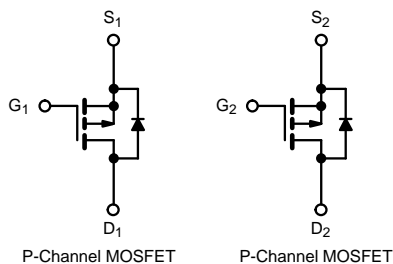 S1 S2
G1 G2
D1 D2
P-Channel MOSFET P-Channel MOSFET